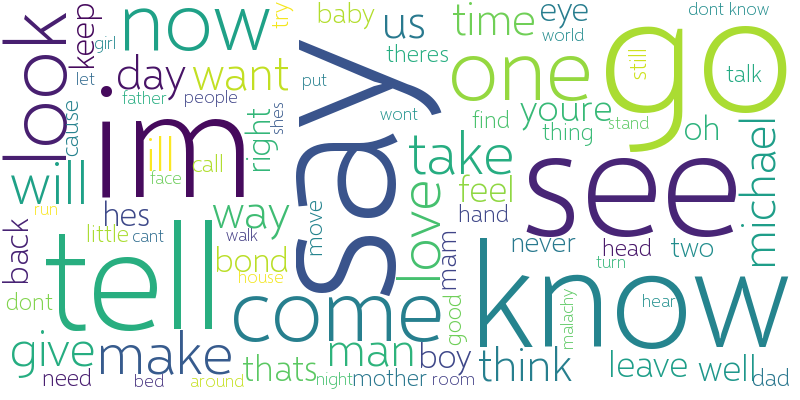 look
keep
girl
now
try
baby
us
time
eye
world
dont know
let
day
want
theres
still
talk
cause
im
father
people
put
say
one
go
ill
call
right
shes
wont
find
youre
thing
stand
oh
face
take
see
michael
will
run
hes
way
love
feel
hand
little
cant
walk
move
mam
never
head
two
turn
back
tell
bond
house
dont
come
good
know
malachy
hear
give
make
thats
man
boy
think
leave
well
need
bed
around
night
mother
room
dad